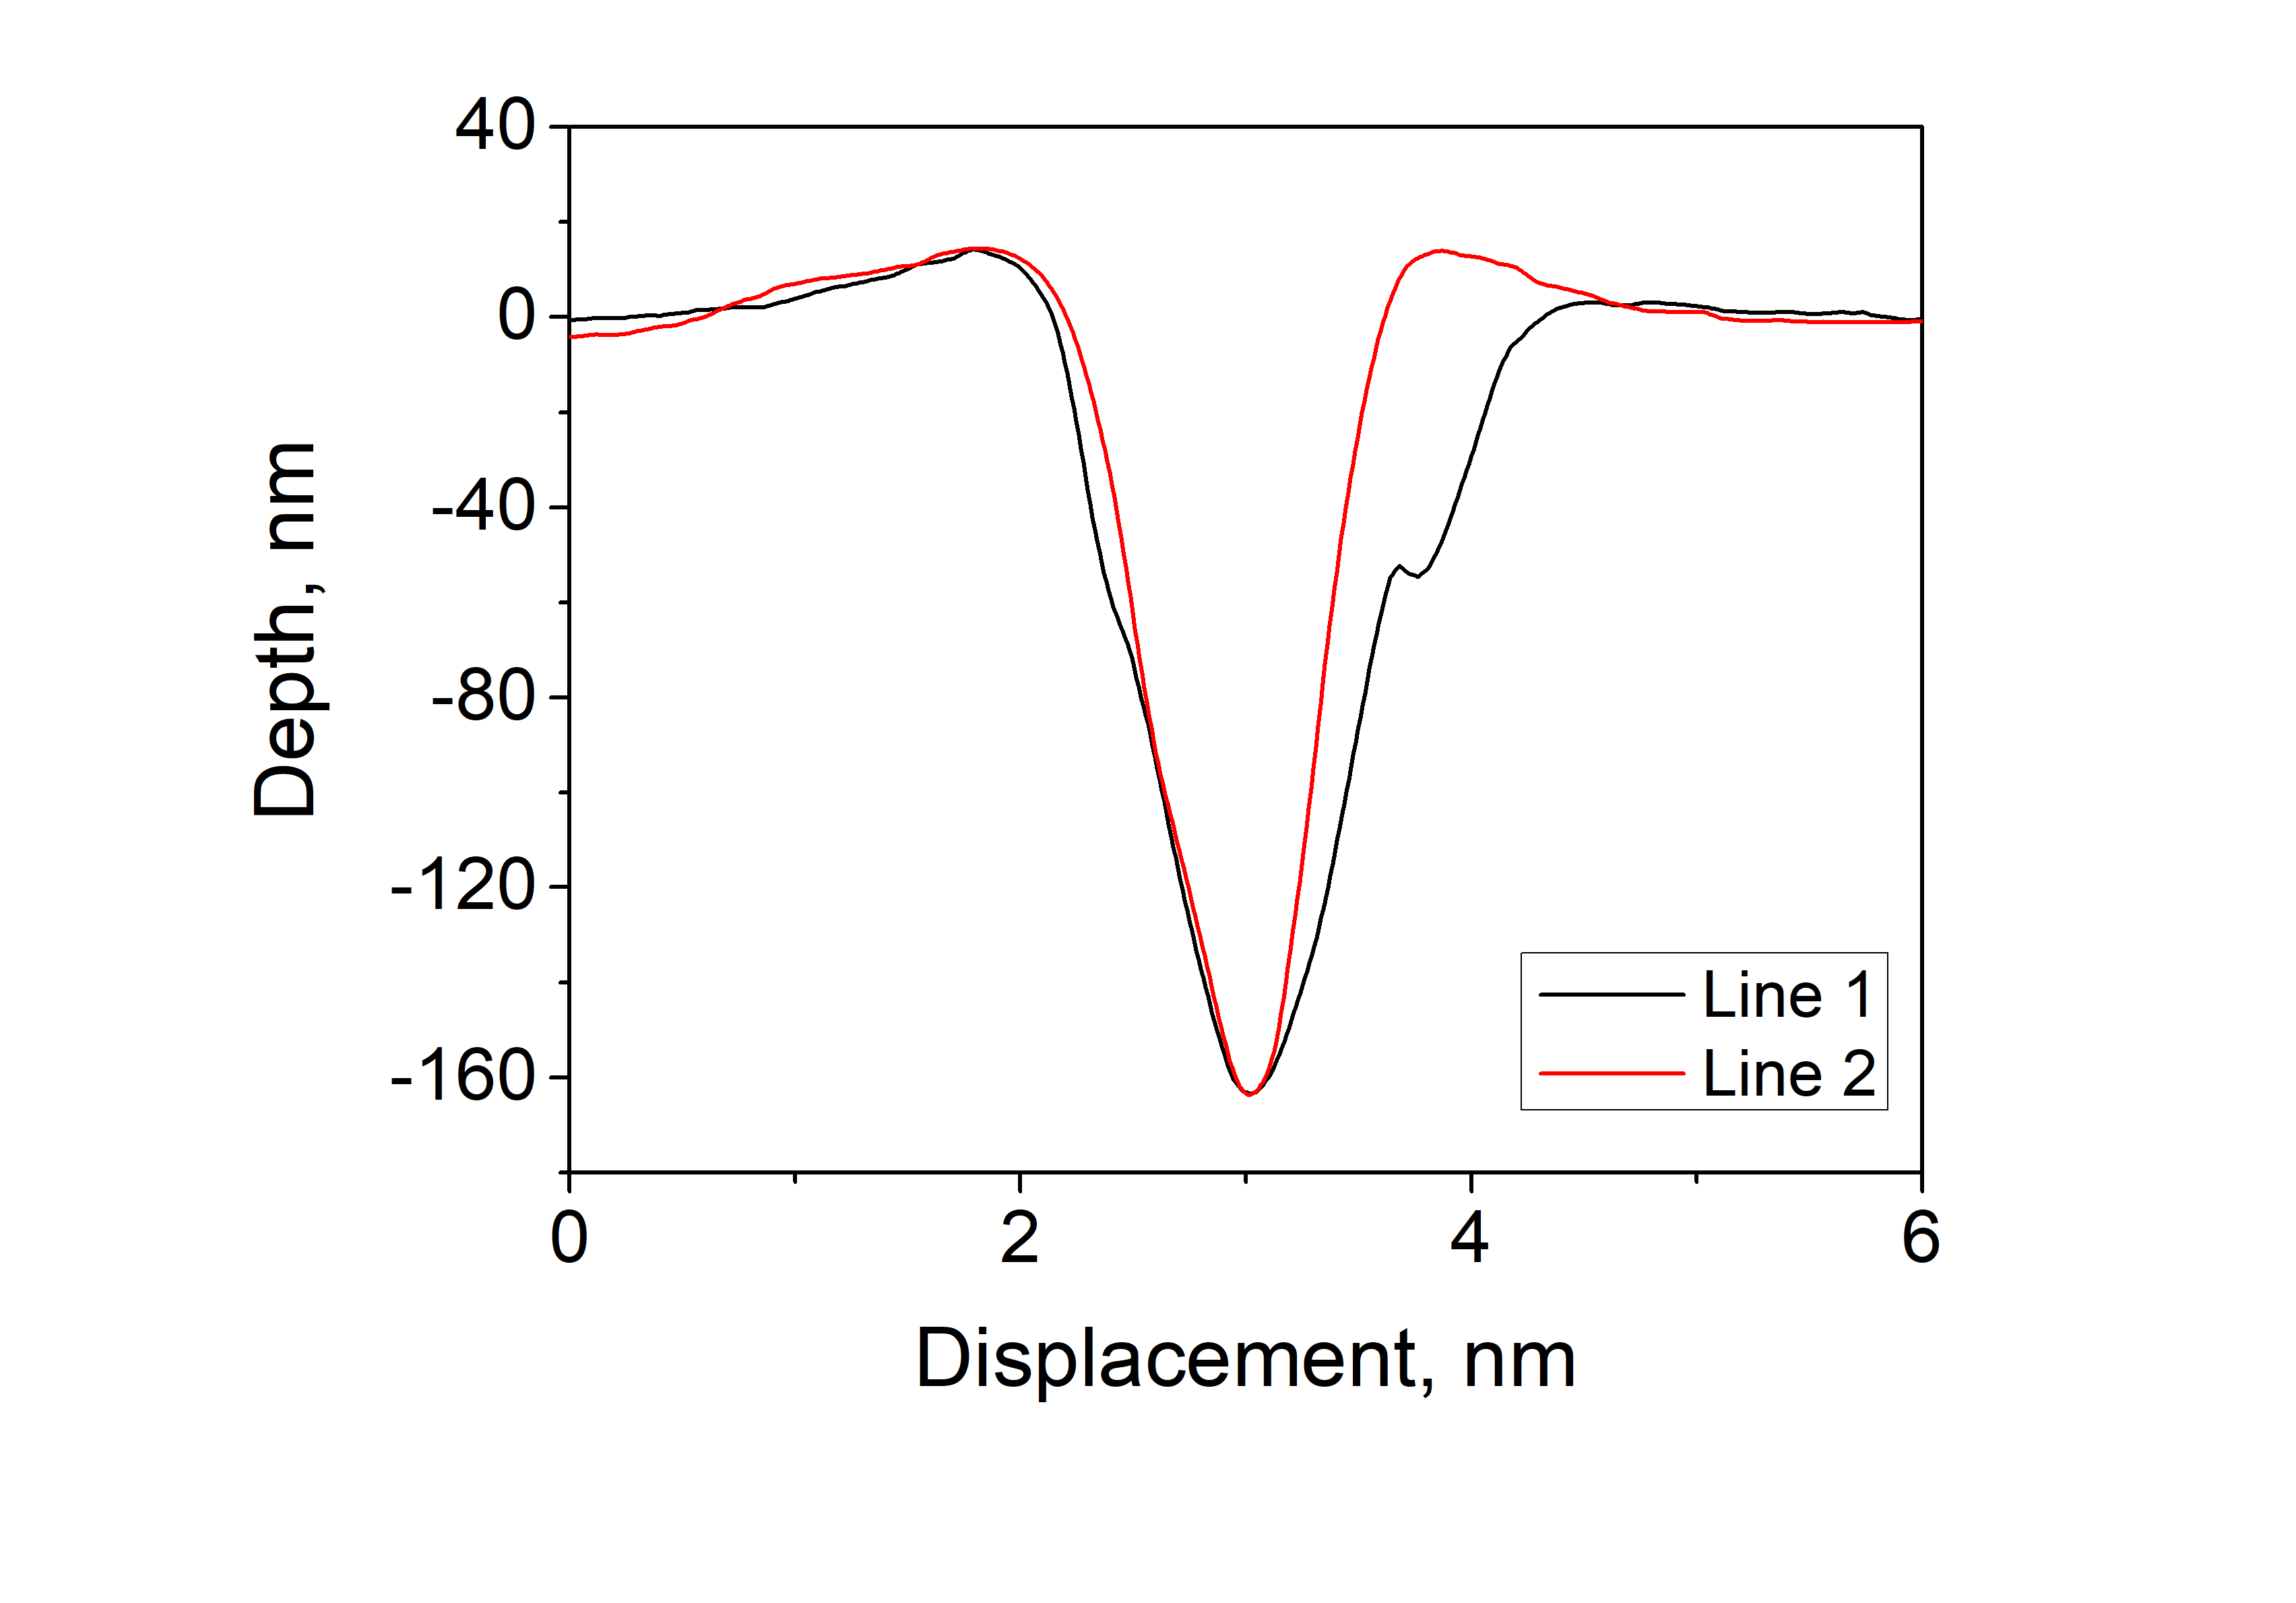 40
0
-40
-80
-120
-160
Depth, nm
Line 1
Line 2
0 2 4 6
Displacement, nm